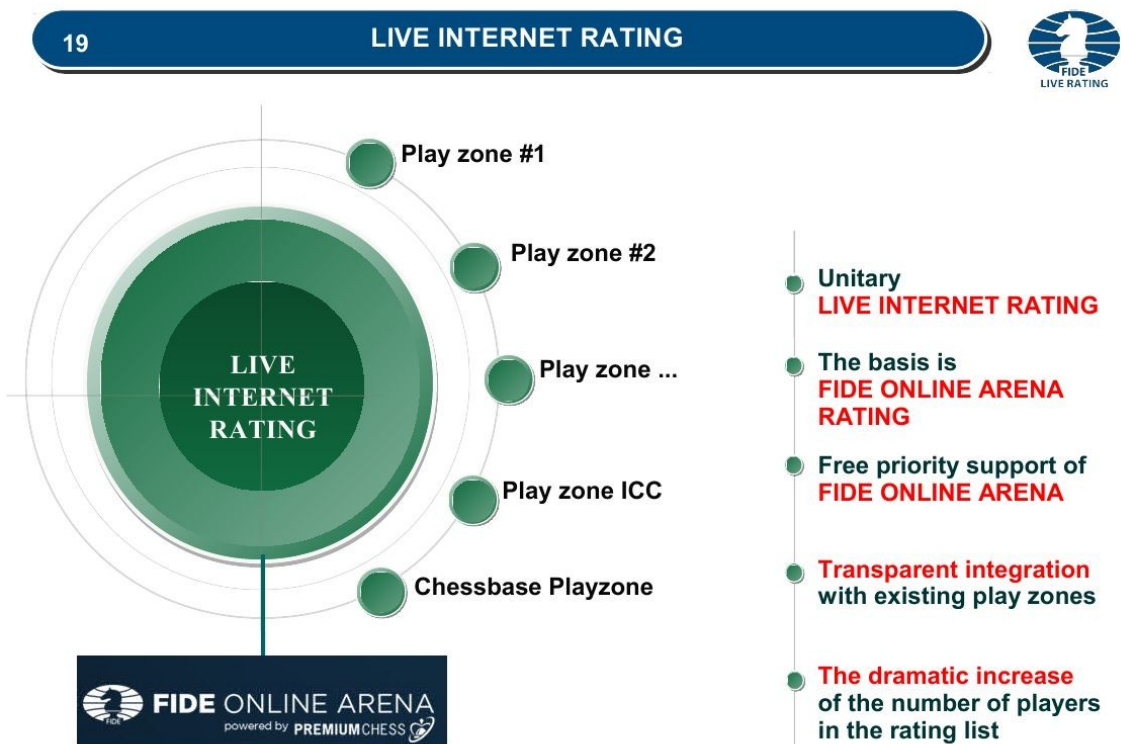 19
LIVE INTERNET RATING
FIDE
LIVE RATING
Play zone #1
Play zone #2
Play zone ...
Play zone ICC
Chessbase Playzone
LIVE
INTERNET
RATING
FIDE
FIDE ONLINE ARENA
powered by PREMIUMCHESS
Unitary
LIVE INTERNET RATING
The basis is
FIDE ONLINE ARENA
RATING
Free priority support of
FIDE ONLINE ARENA
Transparent integration
with existing play zones
The dramatic increase
of the number of players
in the rating list